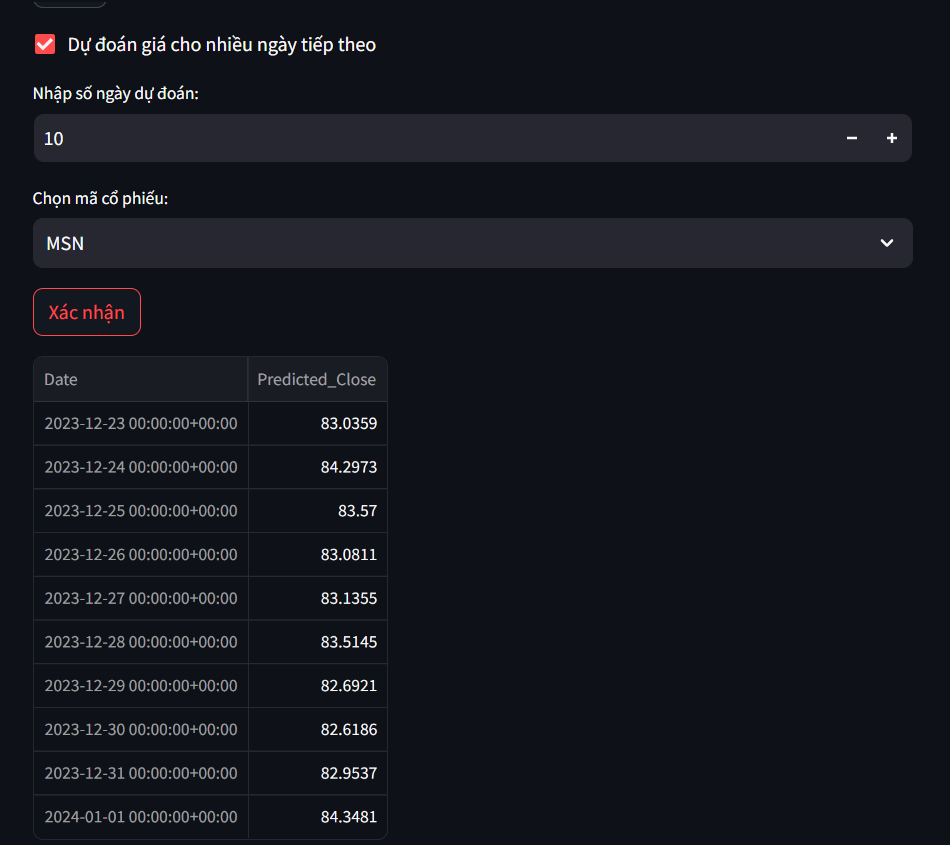 Dự đoán giá cho nhiều ngày tiếp theo
Nhập số ngày dự đoán:
10
Chọn mã cổ phiếu:
MSN
Xác nhận
Date Predicted_Close
2023-12-23 00:00:00+00:00 83.0359
2023-12-24 00:00:00+00:00 84.2973
2023-12-25 00:00:00+00:00 83.57
2023-12-26 00:00:00+00:00 83.0811
2023-12-27 00:00:00+00:00 83.1355
2023-12-28 00:00:00+00:00 83.5145
2023-12-29 00:00:00+00:00 82.6921
2023-12-30 00:00:00+00:00 82.6186
2023-12-31 00:00:00+00:00 82.9537
2024-01-01 00:00:00+00:00 84.3481